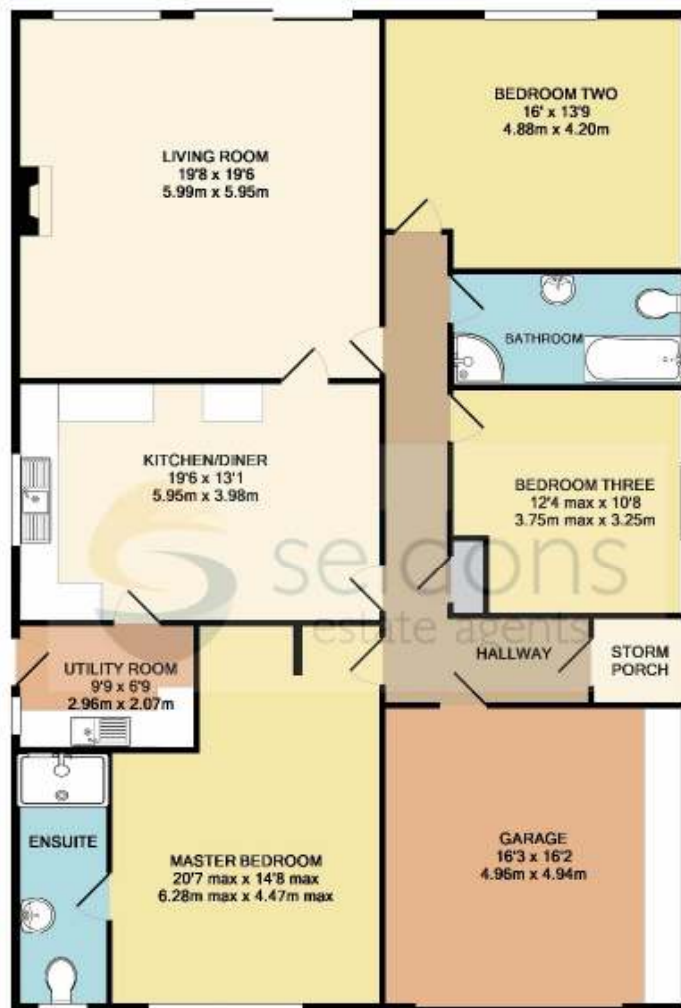 LIVING ROOM
19'8 x 19'6
5.99m x 5.95m
BEDROOM TWO
16' x 13'9
4.88m x 4.20m
BATHROOM
KITCHEN/DINER
19'6 x 13'1
5.95m x 3.98m
BEDROOM THREE
12'4 max x 10'8
3.75m max x 3.25m
seldons
estate agents
HALLWAY
STORM
PORCH
UTILITY ROOM
9'9 x 6'9
2.96m x 2.07m
ENSUITE
MASTER BEDROOM
20'7 max x 14'8 max
6.28m max x 4.47m max
GARAGE
16'3 x 16'2
4.96m x 4.94m